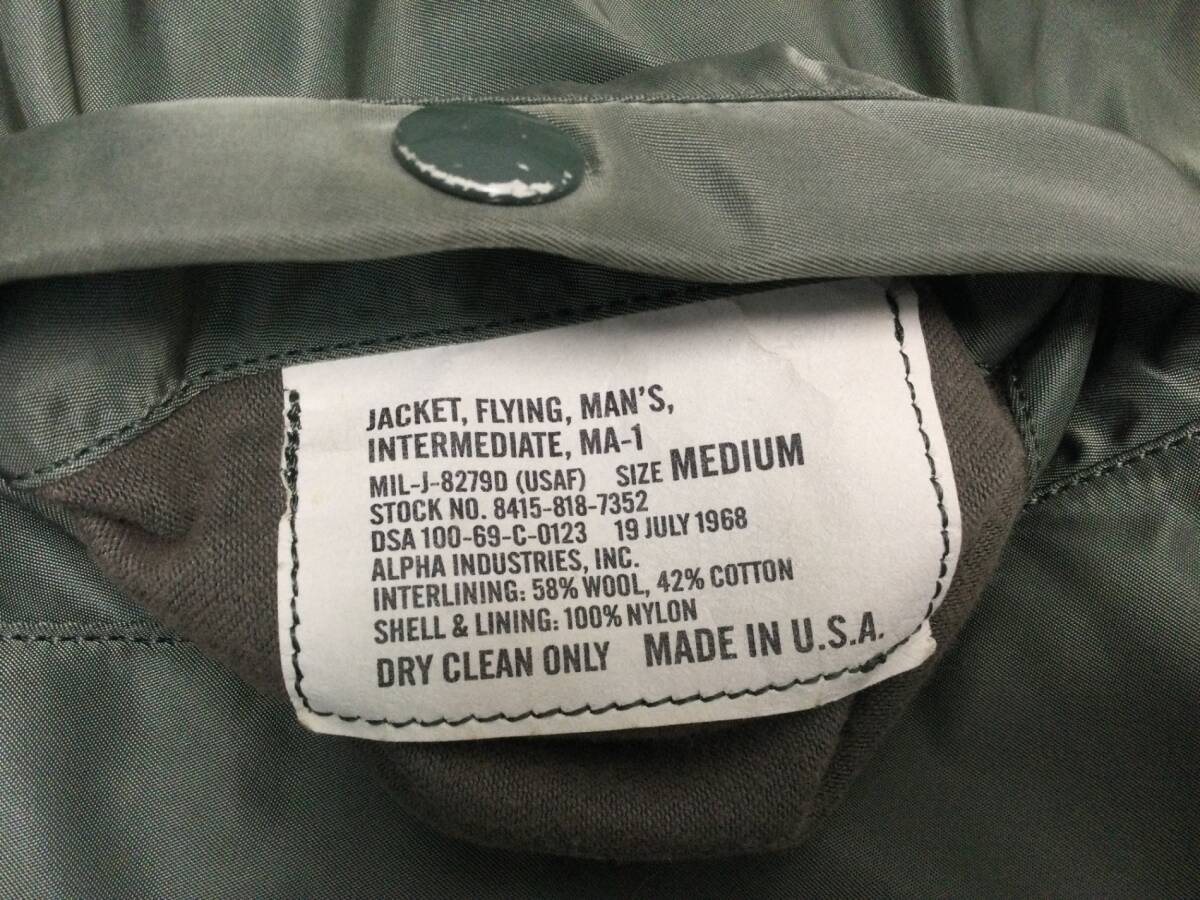 JACKET, FLYING, MAN'S,
INTERMEDIATE, MA-1
MIL-J-8279D (USAF) SIZE MEDIUM
STOCK NO. 8415-818-7352
DSA 100-69-C-0123 19 JULY 1968
ALPHA INDUSTRIES, INC.
INTERLINING: 58% WOOL, 42% COTTON
SHELL & LINING: 100% NYLON
DRY CLEAN ONLY MADE IN U.S.A.